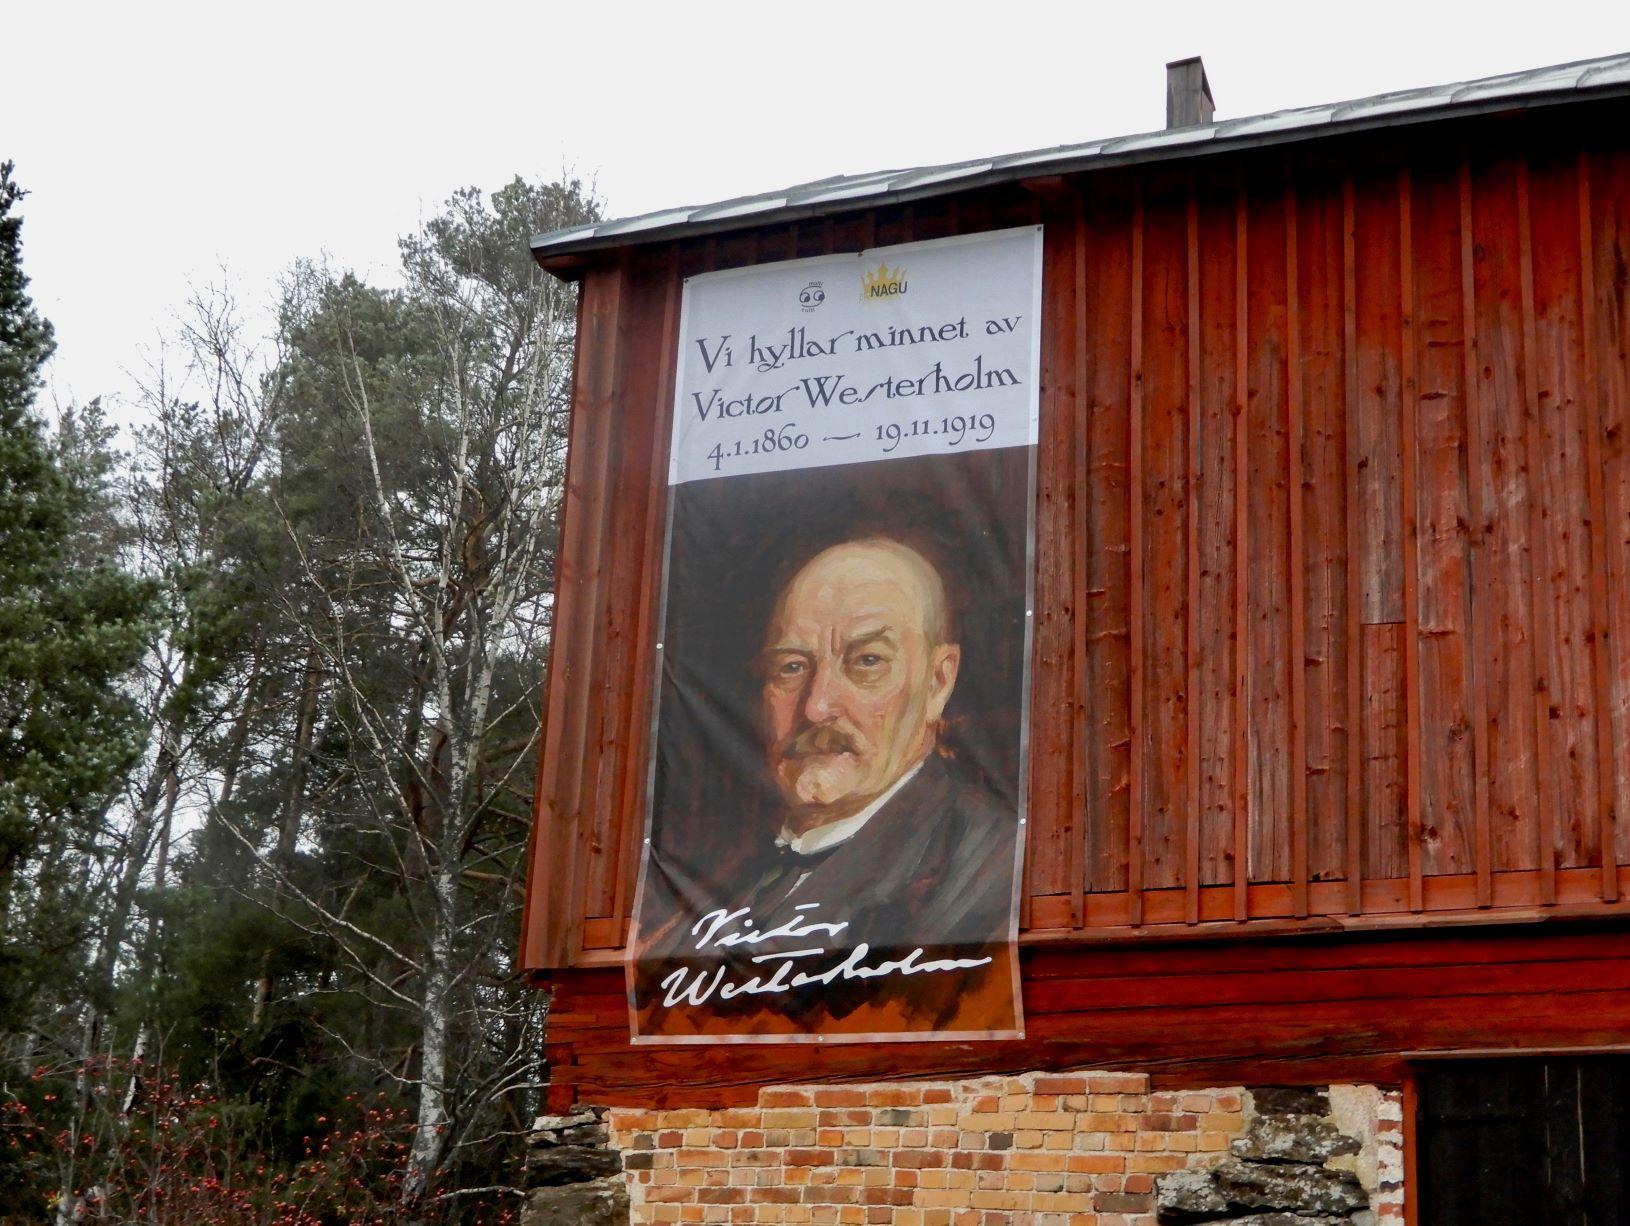 NAGU
Vi hyllar minnet av
Victor Westerholm
4.1.1860 — 19.11.1919
Victor
Westerholm